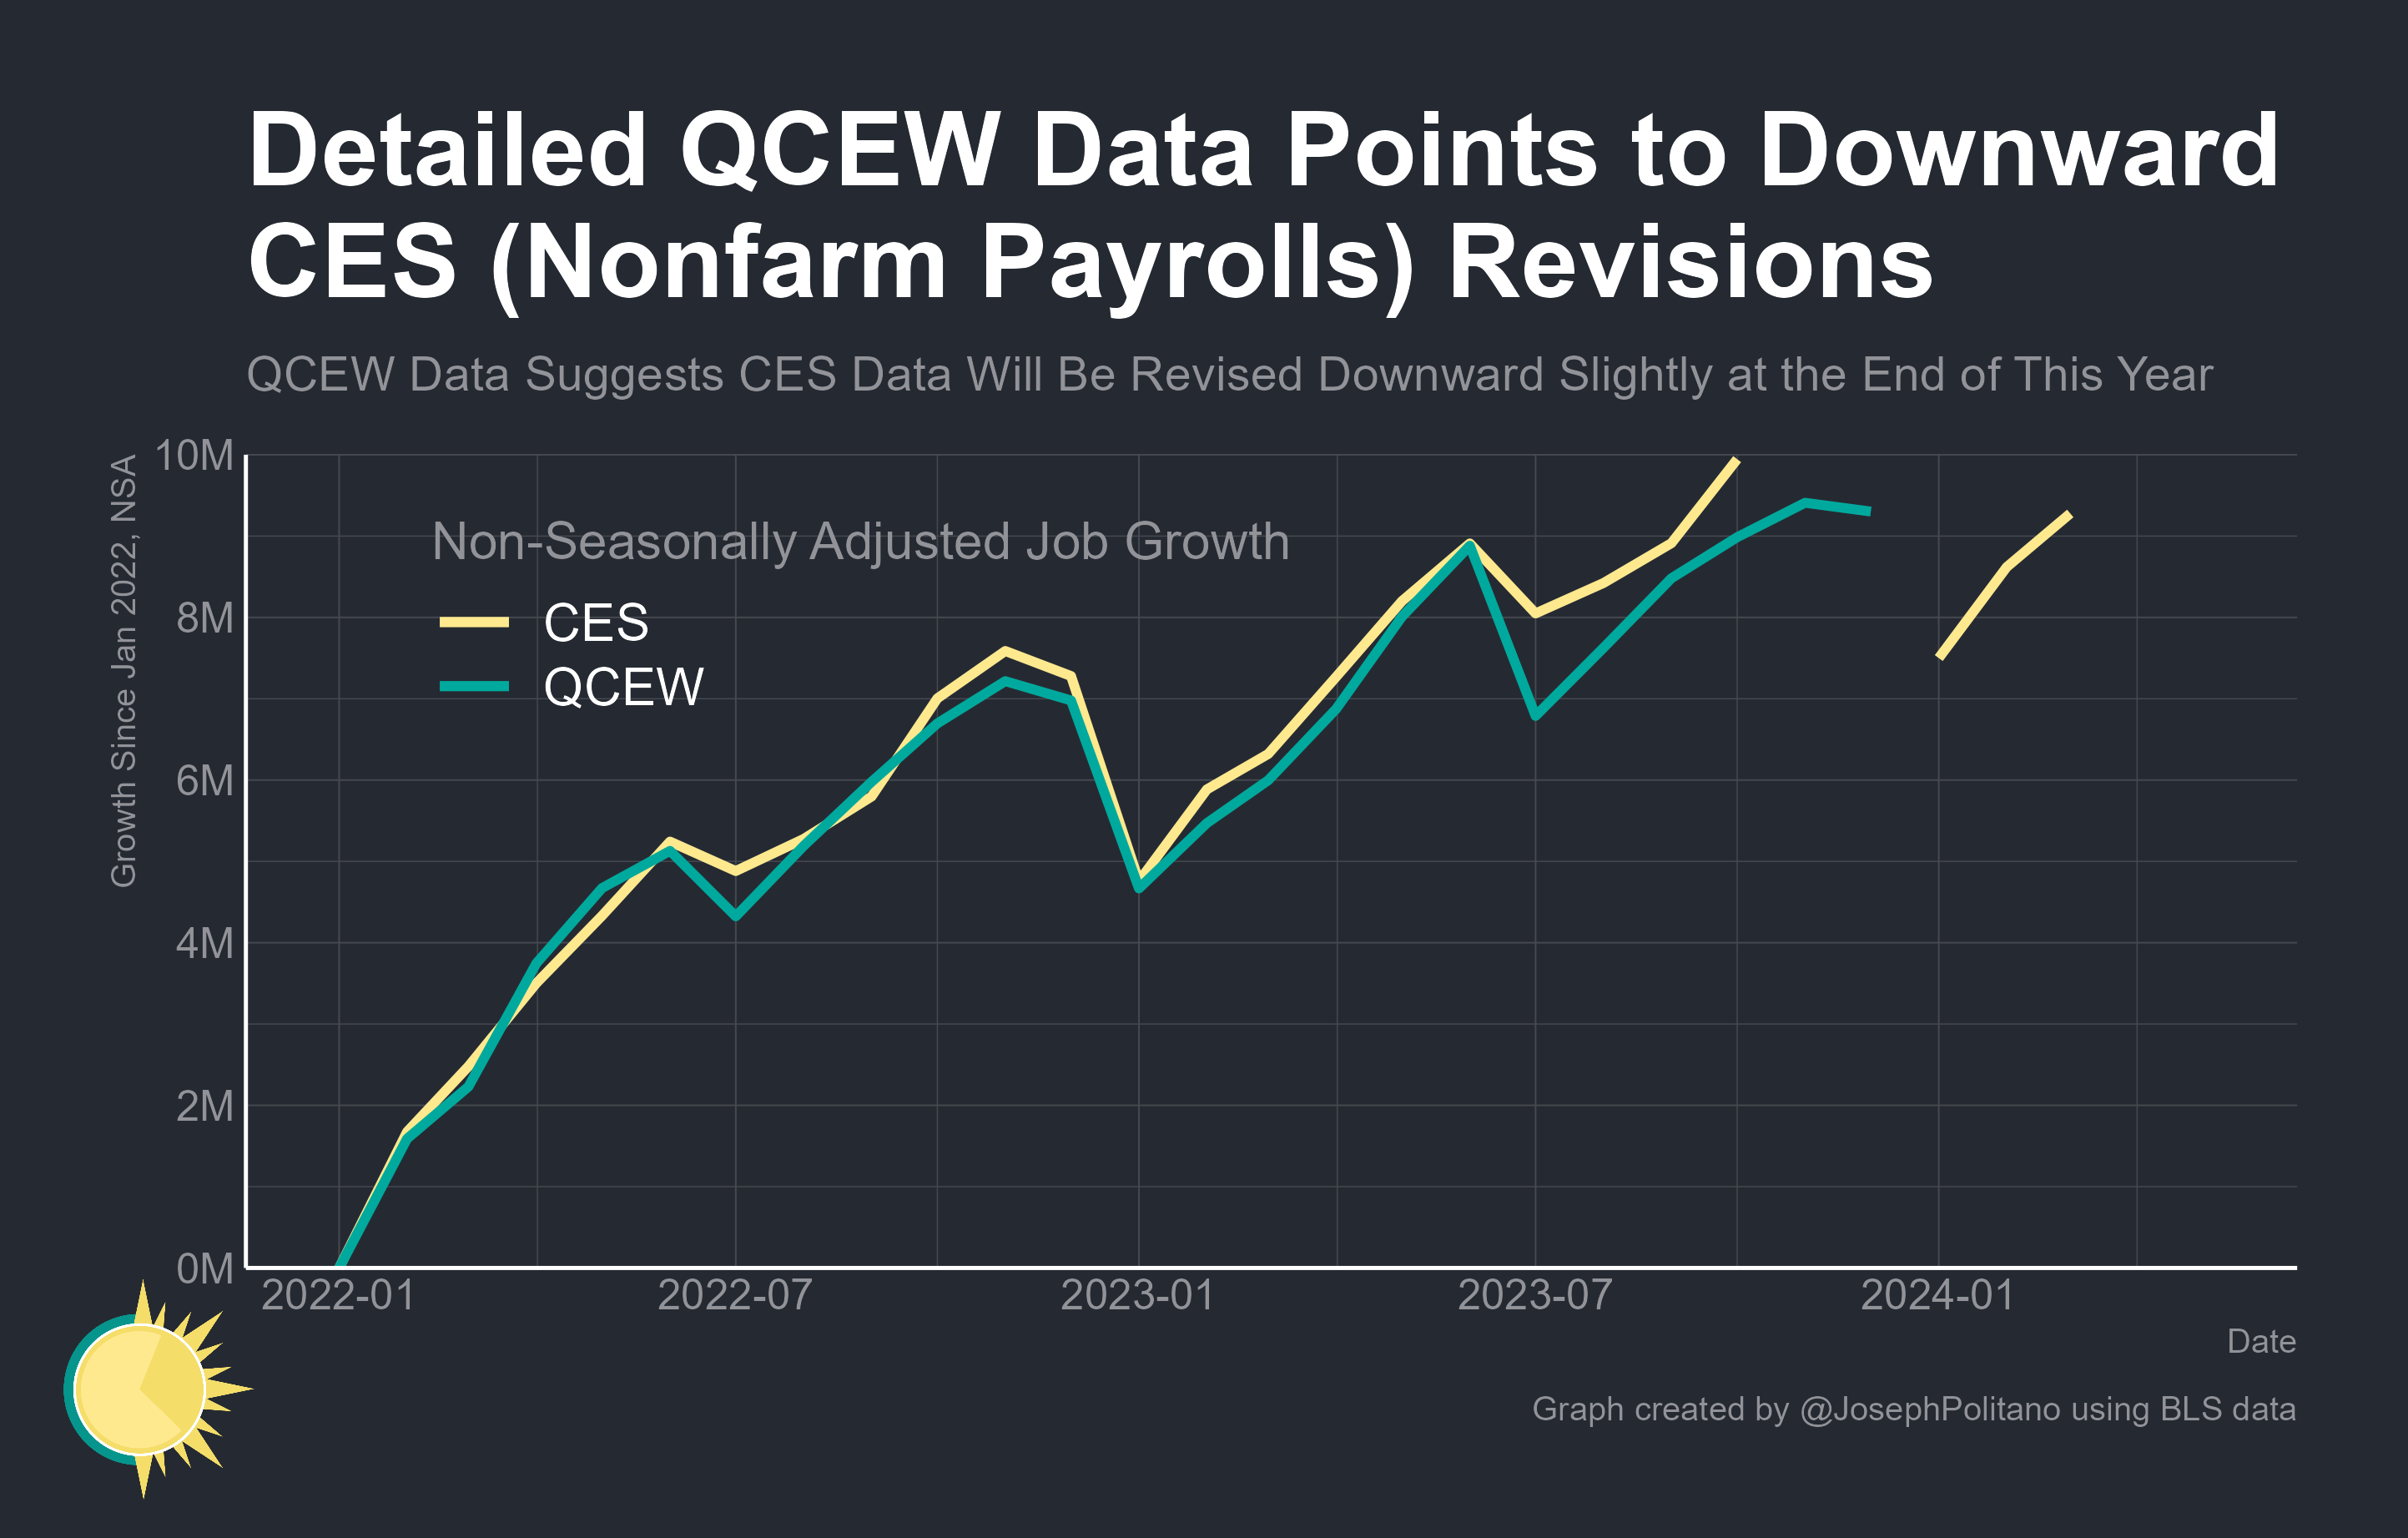 Detailed QCEW Data Points to Downward
CES (Nonfarm Payrolls) Revisions
QCEW Data Suggests CES Data Will Be Revised Downward Slightly at the End of This Year
Growth Since Jan 2022, NSA
10M
8M
6M
4M
2M
0M
Non-Seasonally Adjusted Job Growth
CES
QCEW
2022-01
2022-07
2023-01
2023-07
2024-01
Date
Graph created by @JosephPolitano using BLS data